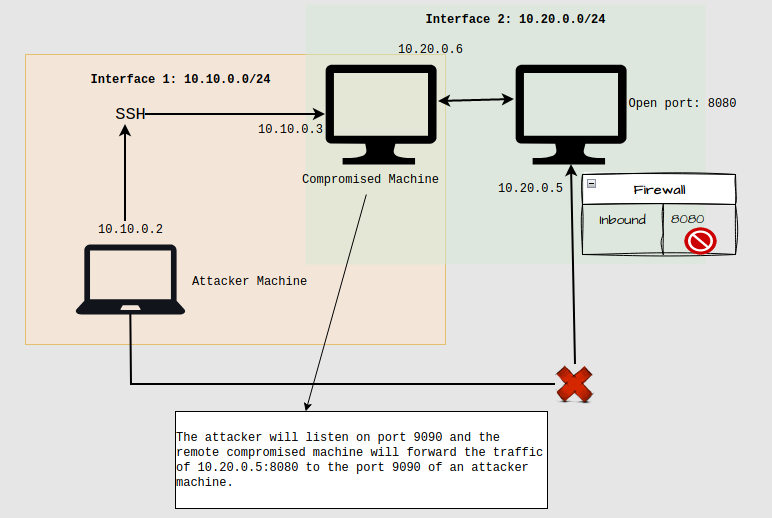 Interface 2: 10.20.0.0/24
10.20.0.6
Interface 1: 10.10.0.0/24
Open port: 8080
SSH
10.10.0.3
Compromised Machine
10.20.0.5
Firewall
Inbound
8080
10.10.0.2
Attacker Machine
The attacker will listen on port 9090 and the
remote compromised machine will forward the traffic
of 10.20.0.5:8080 to the port 9090 of an attacker
machine.